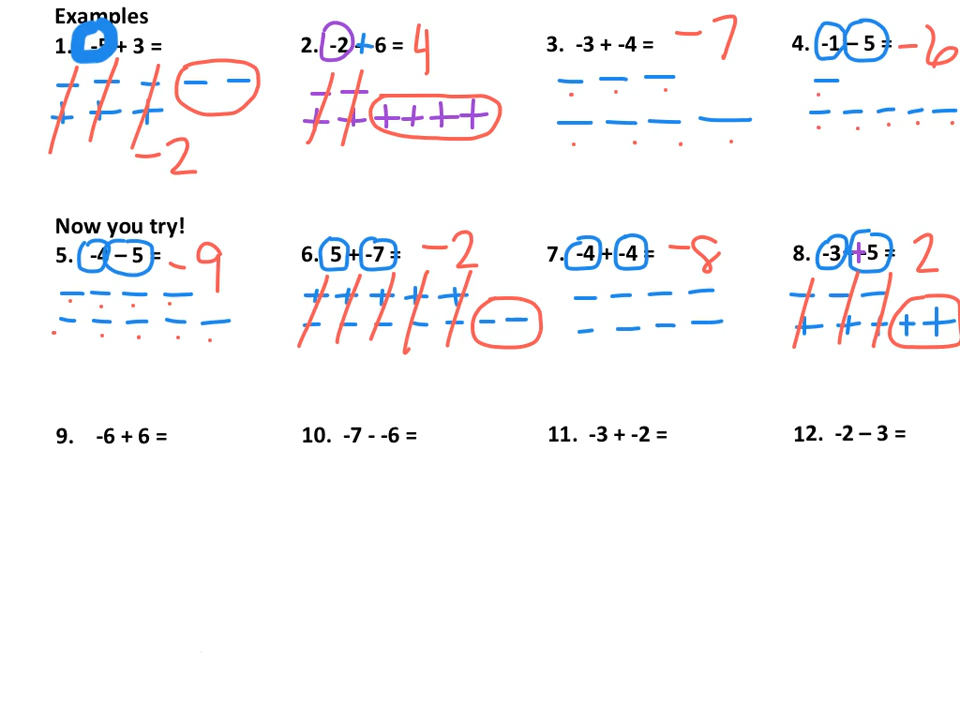 Examples
1. -5 + 3 =
-2
2. -2 + -6 = 4
3. -3 + -4 = -7
4. -1 – 5 = -6
Now you try!
5. -4 – 5 = -9
6. 5 + -7 = -2
7. -4 + -4 = -8
8. -3 + -5 = 2
9. -6 + 6 =
10. -7 - -6 =
11. -3 + -2 =
12. -2 – 3 =